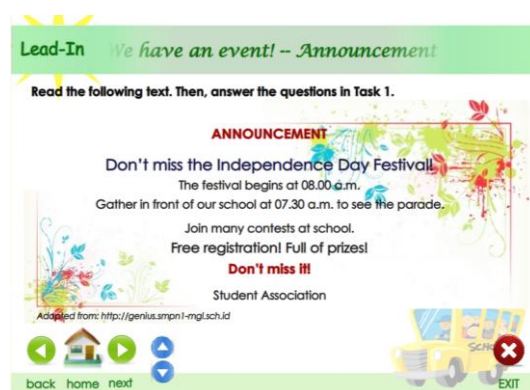 Lead-In
We have an event! -- Announcement
Read the following text. Then, answer the questions in Task 1.
ANNOUNCEMENT
Don't miss the Independence Day Festival!
The festival begins at 08.00 a.m.
Gather in front of our school at 07.30 a.m. to see the parade.
Join many contests at school.
Free registration! Full of prizes!
Don't miss it!
Student Association
Adapted from: http://genius.smpn1-mgl.sch.id
SCHOOL
back home next
EXIT